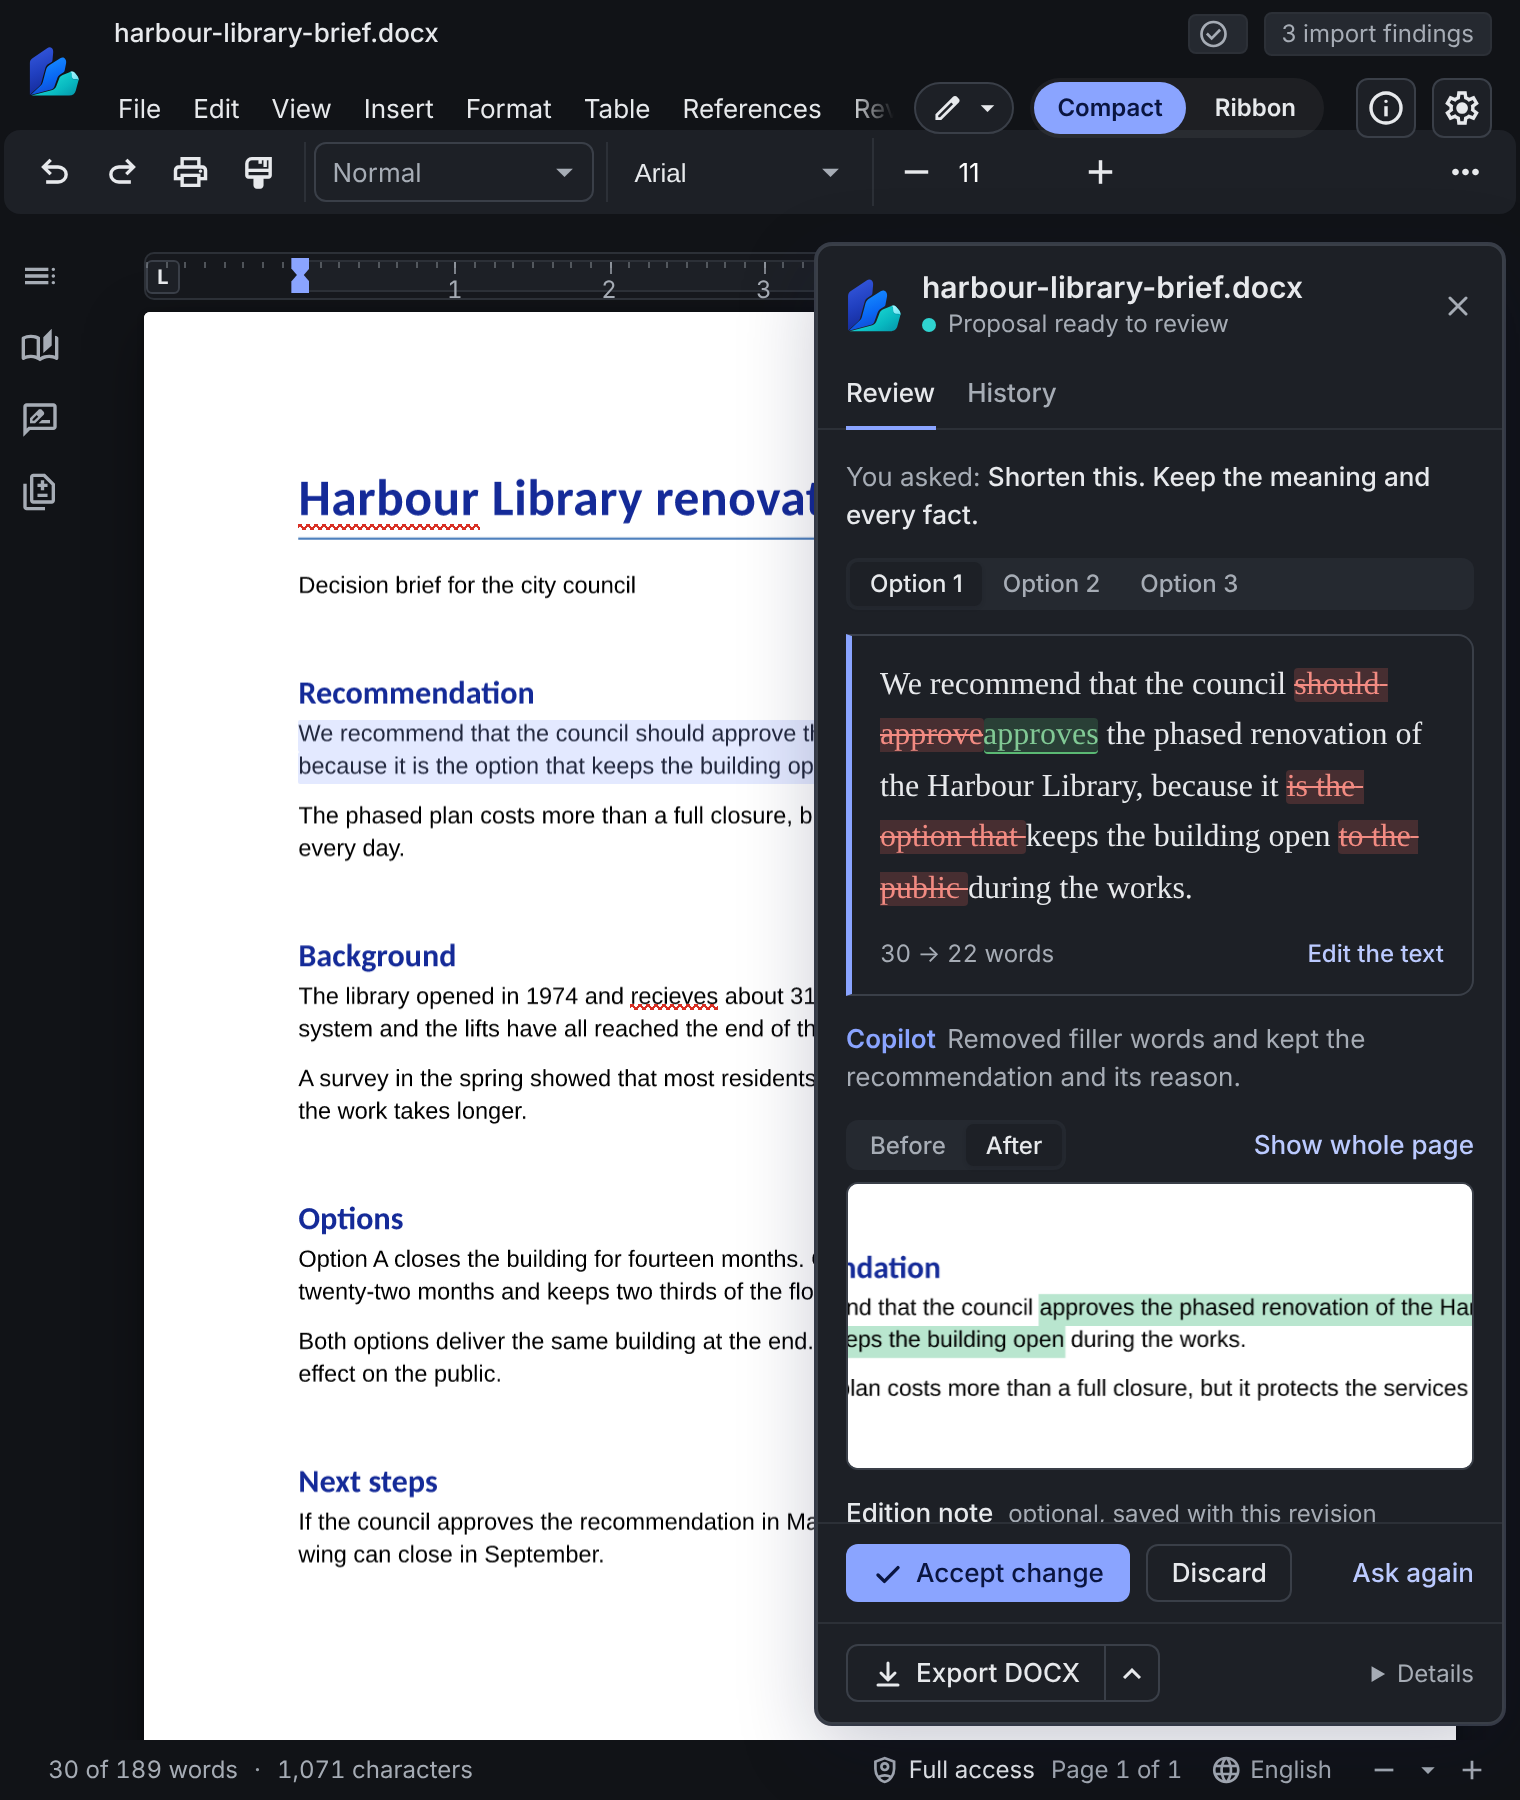 harbour-library-brief.docx
3 import findings
File Edit View Insert Format Table References
Compact Ribbon
Normal Arial 11
L 1 2 3
Harbour Library
Decision brief for the city council
Recommendation
We recommend that the council should approve
because it is the option that keeps the building
The phased plan costs more than a full closure,
every day.
Background
The library opened in 1974 and recieves about
system and the lifts have all reached the end of
A survey in the spring showed that most residents
the work takes longer.
Options
Option A closes the building for fourteen months.
twenty-two months and keeps two thirds of the
Both options deliver the same building at the end.
effect on the public.
Next steps
If the council approves the recommendation in
wing can close in September.
harbour-library-brief.docx
Proposal ready to review
Review History
You asked: Shorten this. Keep the meaning and
every fact.
Option 1 Option 2 Option 3
We recommend that the council should
approveapproves the phased renovation of
the Harbour Library, because it is the
option that keeps the building open to the
public during the works.
30 → 22 words Edit the text
Copilot Removed filler words and kept the
recommendation and its reason.
Before After Show whole page
that the council approves the phased renovation of the
the building open during the works.
costs more than a full closure, but it protects the services
Edition note optional, saved with this revision
Accept change Discard Ask again
Export DOCX Details
30 of 189 words · 1,071 characters Full access Page 1 of 1 English